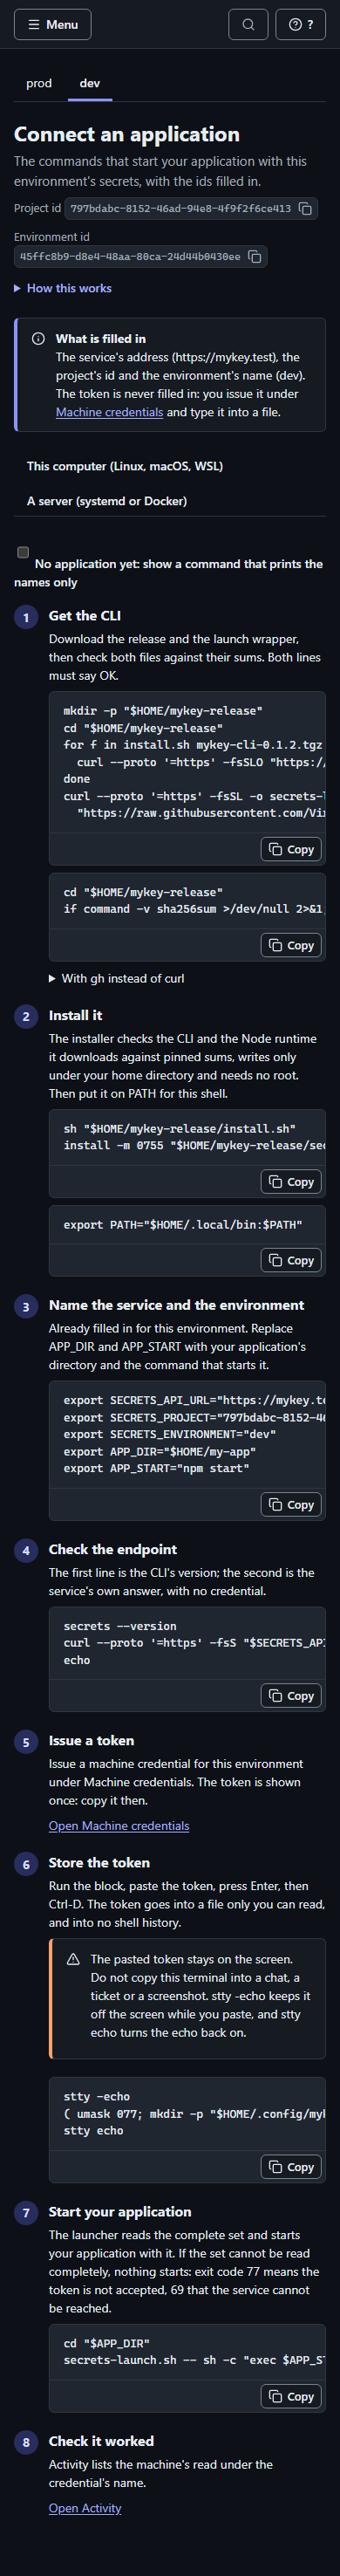 Menu
?
prod dev
Connect an application
The commands that start your application with this
environment's secrets, with the ids filled in.
Project id 797bdabc-8152-46ad-94e8-4f9f2f6ce413
Environment id
45ffc8b9-d8e4-48aa-80ca-24d44b0430ee
How this works
What is filled in
The service's address (https://mykey.test), the
project's id and the environment's name (dev).
The token is never filled in: you issue it under
Machine credentials and type it into a file.
This computer (Linux, macOS, WSL)
A server (systemd or Docker)
No application yet: show a command that prints the
names only
1 Get the CLI
Download the release and the launch wrapper,
then check both files against their sums. Both lines
must say OK.
mkdir -p "$HOME/mykey-release"
cd "$HOME/mykey-release"
for f in install.sh mykey-cli-0.1.2.tgz
curl --proto '=https' -fsSLO "https:/
done
curl --proto '=https' -fsSL -o secrets-l
"https://raw.githubusercontent.com/Vi
Copy
cd "$HOME/mykey-release"
if command -v sha256sum >/dev/null 2>&1;
Copy
With gh instead of curl
2 Install it
The installer checks the CLI and the Node runtime
it downloads against pinned sums, writes only
under your home directory and needs no root.
Then put it on PATH for this shell.
sh "$HOME/mykey-release/install.sh"
install -m 0755 "$HOME/mykey-release/sec
Copy
export PATH="$HOME/.local/bin:$PATH"
Copy
3 Name the service and the environment
Already filled in for this environment. Replace
APP_DIR and APP_START with your application's
directory and the command that starts it.
export SECRETS_API_URL="https://mykey.te
export SECRETS_PROJECT="797bdabc-8152-46
export SECRETS_ENVIRONMENT="dev"
export APP_DIR="$HOME/my-app"
export APP_START="npm start"
Copy
4 Check the endpoint
The first line is the CLI's version; the second is the
service's own answer, with no credential.
secrets --version
curl --proto '=https' -fsS "$SECRETS_API
echo
Copy
5 Issue a token
Issue a machine credential for this environment
under Machine credentials. The token is shown
once: copy it then.
Open Machine credentials
6 Store the token
Run the block, paste the token, press Enter, then
Ctrl-D. The token goes into a file only you can read,
and into no shell history.
The pasted token stays on the screen.
Do not copy this terminal into a chat, a
ticket or a screenshot. stty -echo keeps it
off the screen while you paste, and stty
echo turns the echo back on.
stty -echo
( umask 077; mkdir -p "$HOME/.config/myk
stty echo
Copy
7 Start your application
The launcher reads the complete set and starts
your application with it. If the set cannot be read
completely, nothing starts: exit code 77 means the
token is not accepted, 69 that the service cannot
be reached.
cd "$APP_DIR"
secrets-launch.sh -- sh -c "exec $APP_ST
Copy
8 Check it worked
Activity lists the machine's read under the
credential's name.
Open Activity